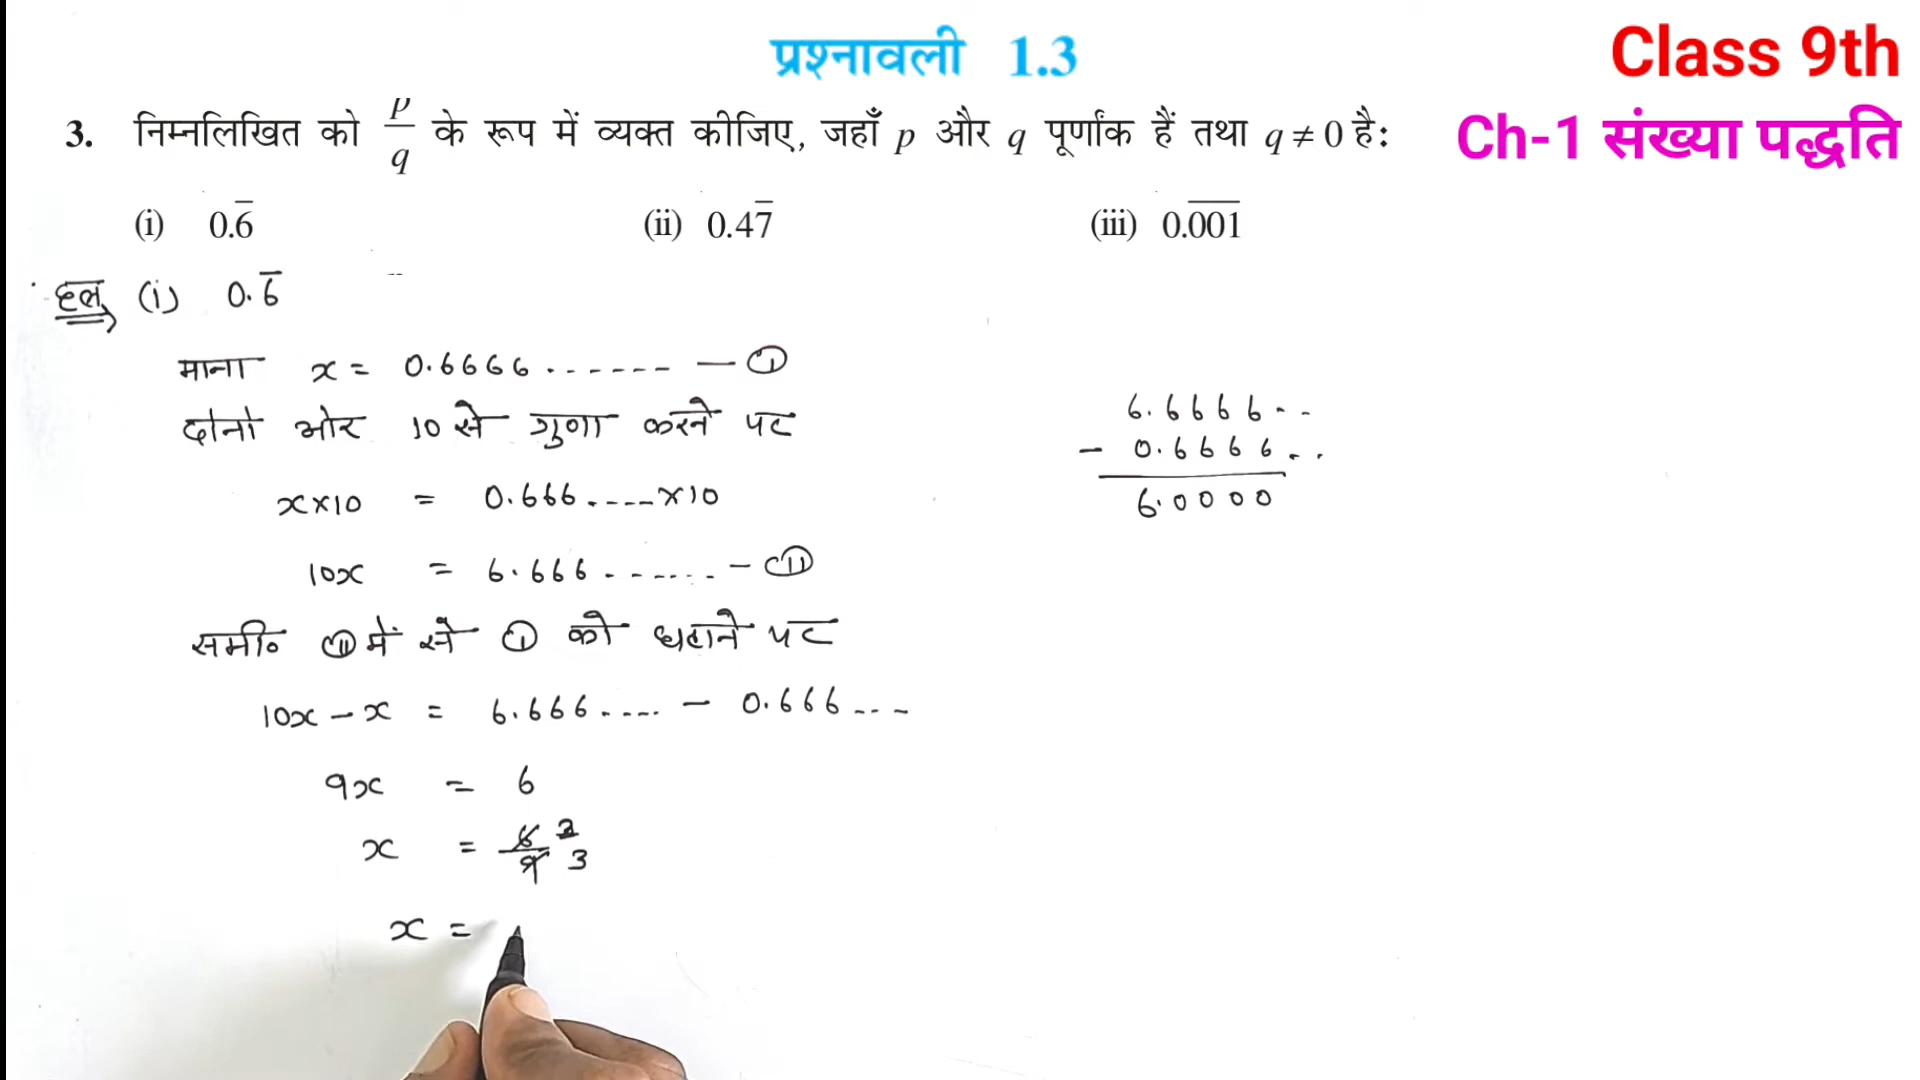 प्रश्नावली 1.3
Class 9th
Ch-1 संख्या पद्धति
3. निम्नलिखित को p/q के रूप में व्यक्त कीजिए, जहाँ p और q पूर्णांक हैं तथा q ≠ 0 है:
(i) 0.6̅ (ii) 0.47̅ (iii) 0.0̅0̅1̅
हल (i) 0.6̅
माना x = 0.6666....... — ①
दोनो ओर 10 से गुणा करने पर
x×10 = 0.666.....×10
10x = 6.666....... — ⑪
समी० ⑪ में से ① को घटाने पर
10x – x = 6.666..... – 0.666...
9x = 6
x = 6/9 2 3
x =
6.6666..
– 0.6666..
6.0000